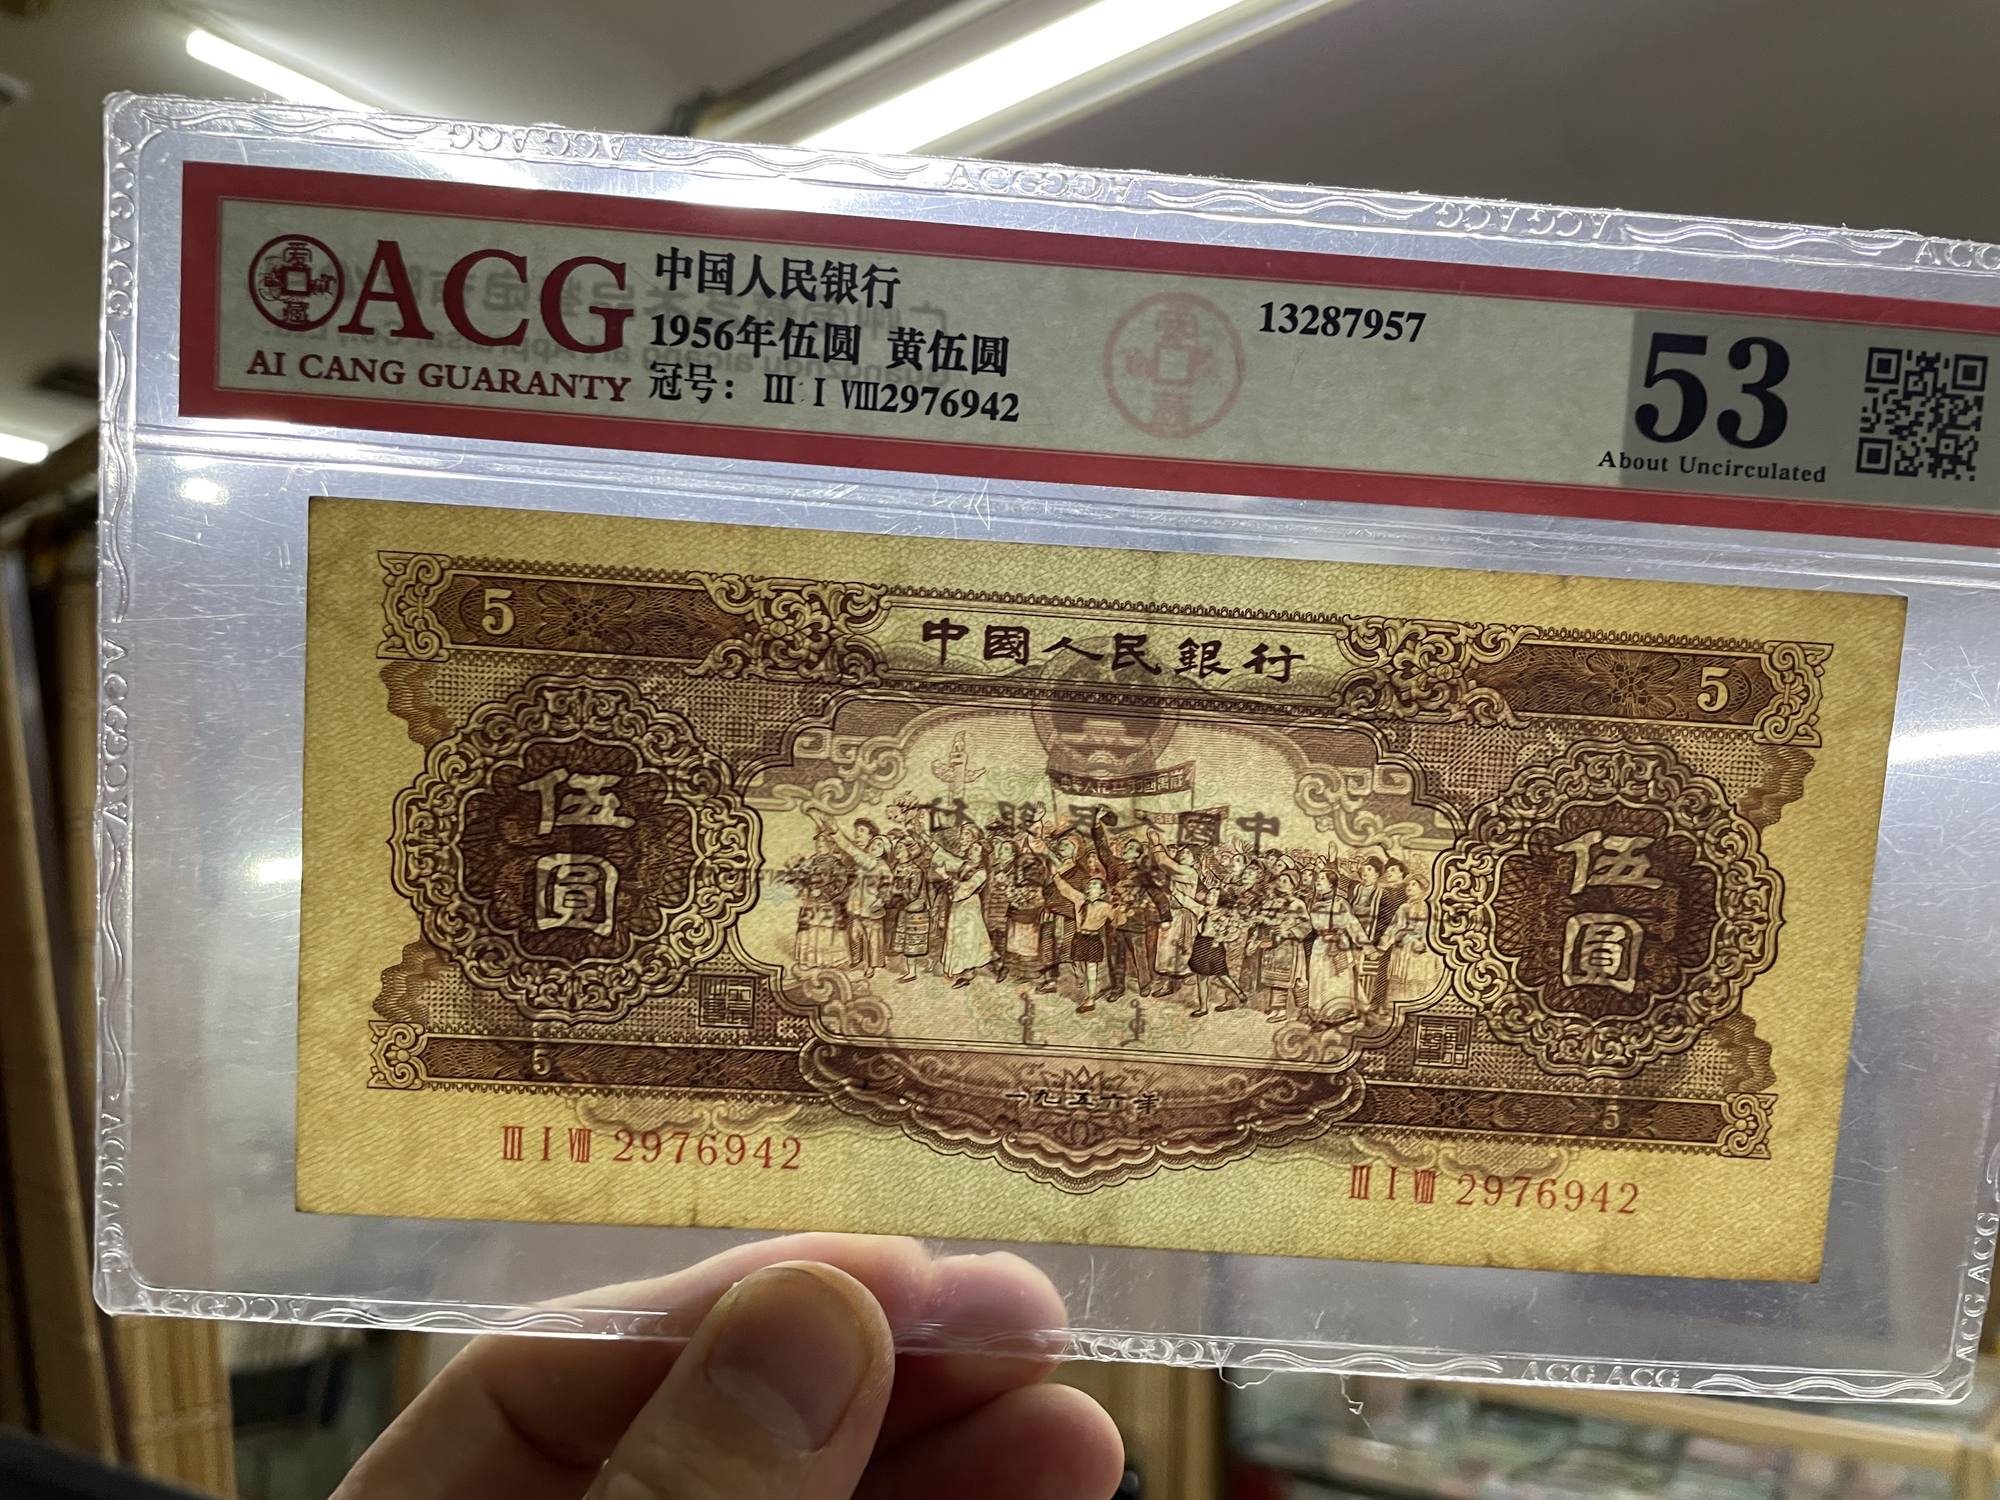 ACG
AI CANG GUARANTY
中国人民银行
1956年伍圆 黄伍圆
冠号: Ⅲ Ⅰ Ⅷ2976942
13287957
53
About Uncirculated
5
中國人民銀行
5
伍圓
伍圓
5
一九五六年
5
Ⅲ Ⅰ Ⅷ 2976942
Ⅲ Ⅰ Ⅷ 2976942
ACG ACG